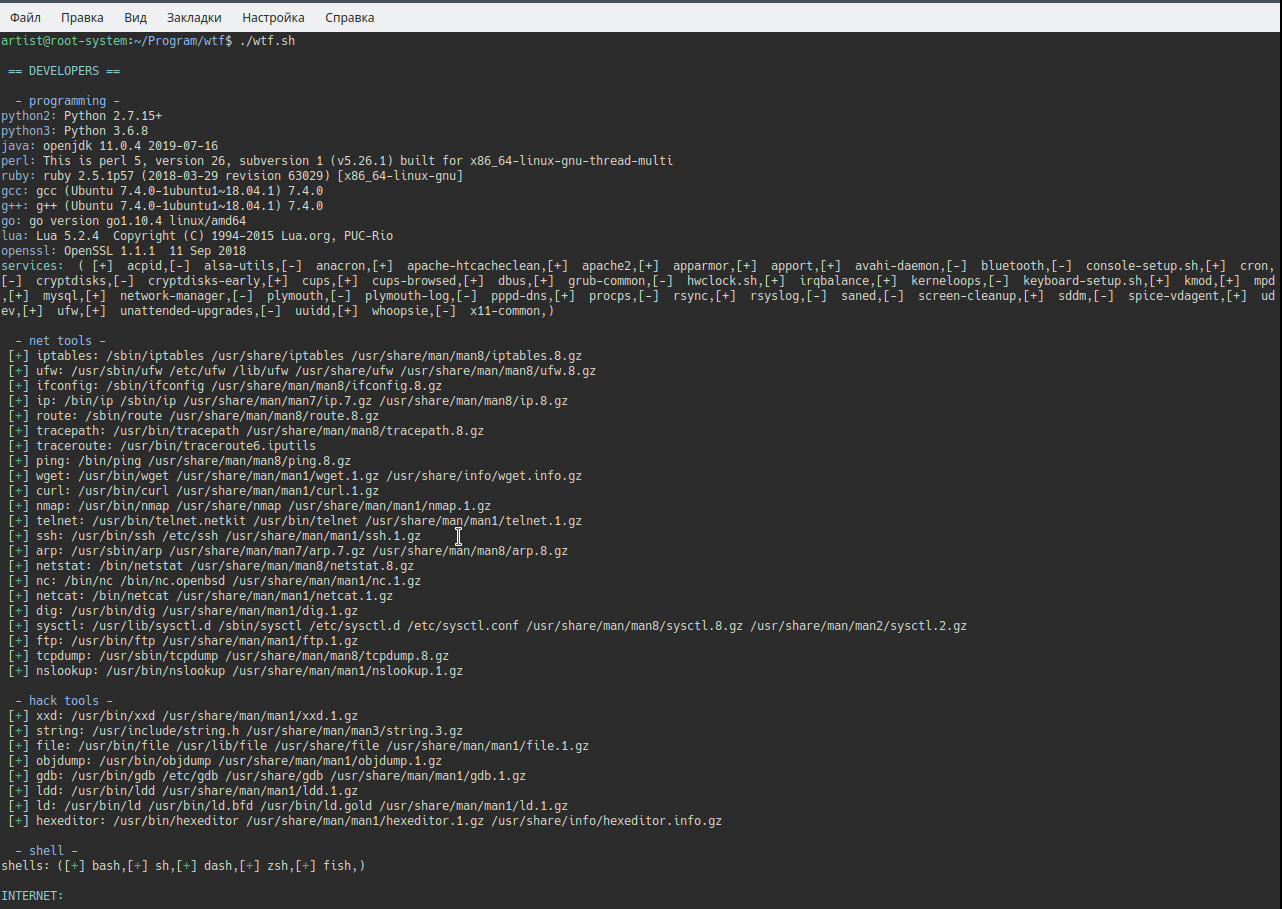 Файл Правка Вид Закладки Настройка Справка
artist@root-system:~/Program/wtf$ ./wtf.sh
== DEVELOPERS ==
- programming -
python2: Python 2.7.15+
python3: Python 3.6.8
java: openjdk 11.0.4 2019-07-16
perl: This is perl 5, version 26, subversion 1 (v5.26.1) built for x86_64-linux-gnu-thread-multi
ruby: ruby 2.5.1p57 (2018-03-29 revision 63029) [x86_64-linux-gnu]
gcc: gcc (Ubuntu 7.4.0-1ubuntu1~18.04.1) 7.4.0
g++: g++ (Ubuntu 7.4.0-1ubuntu1~18.04.1) 7.4.0
go: go version go1.10.4 linux/amd64
lua: Lua 5.2.4  Copyright (C) 1994-2015 Lua.org, PUC-Rio
openssl: OpenSSL 1.1.1  11 Sep 2018
services:  ( [+]  acpid,[-]  alsa-utils,[-]  anacron,[+]  apache-htcacheclean,[+]  apache2,[+]  apparmor,[+]  apport,[+]  avahi-daemon,[-]  bluetooth,[-]  console-setup.sh,[+]  cron,
[-]  cryptdisks,[-]  cryptdisks-early,[+]  cups,[+]  cups-browsed,[+]  dbus,[+]  grub-common,[-]  hwclock.sh,[+]  irqbalance,[+]  kerneloops,[-]  keyboard-setup.sh,[+]  kmod,[+]  mpd
,[+]  mysql,[+]  network-manager,[-]  plymouth,[-]  plymouth-log,[-]  pppd-dns,[+]  procps,[-]  rsync,[+]  rsyslog,[-]  saned,[-]  screen-cleanup,[+]  sddm,[-]  spice-vdagent,[+]  ud
ev,[+]  ufw,[+]  unattended-upgrades,[-]  uuidd,[+]  whoopsie,[-]  x11-common,)
- net tools -
[+] iptables: /sbin/iptables /usr/share/iptables /usr/share/man/man8/iptables.8.gz
[+] ufw: /usr/sbin/ufw /etc/ufw /lib/ufw /usr/share/ufw /usr/share/man/man8/ufw.8.gz
[+] ifconfig: /sbin/ifconfig /usr/share/man/man8/ifconfig.8.gz
[+] ip: /bin/ip /sbin/ip /usr/share/man/man7/ip.7.gz /usr/share/man/man8/ip.8.gz
[+] route: /sbin/route /usr/share/man/man8/route.8.gz
[+] tracepath: /usr/bin/tracepath /usr/share/man/man8/tracepath.8.gz
[+] traceroute: /usr/bin/traceroute6.iputils
[+] ping: /bin/ping /usr/share/man/man8/ping.8.gz
[+] wget: /usr/bin/wget /usr/share/man/man1/wget.1.gz /usr/share/info/wget.info.gz
[+] curl: /usr/bin/curl /usr/share/man/man1/curl.1.gz
[+] nmap: /usr/bin/nmap /usr/share/nmap /usr/share/man/man1/nmap.1.gz
[+] telnet: /usr/bin/telnet.netkit /usr/bin/telnet /usr/share/man/man1/telnet.1.gz
[+] ssh: /usr/bin/ssh /etc/ssh /usr/share/man/man1/ssh.1.gz
[+] arp: /usr/sbin/arp /usr/share/man/man7/arp.7.gz /usr/share/man/man8/arp.8.gz
[+] netstat: /bin/netstat /usr/share/man/man8/netstat.8.gz
[+] nc: /bin/nc /bin/nc.openbsd /usr/share/man/man1/nc.1.gz
[+] netcat: /bin/netcat /usr/share/man/man1/netcat.1.gz
[+] dig: /usr/bin/dig /usr/share/man/man1/dig.1.gz
[+] sysctl: /usr/lib/sysctl.d /sbin/sysctl /etc/sysctl.d /etc/sysctl.conf /usr/share/man/man8/sysctl.8.gz /usr/share/man/man2/sysctl.2.gz
[+] ftp: /usr/bin/ftp /usr/share/man/man1/ftp.1.gz
[+] tcpdump: /usr/sbin/tcpdump /usr/share/man/man8/tcpdump.8.gz
[+] nslookup: /usr/bin/nslookup /usr/share/man/man1/nslookup.1.gz
- hack tools -
[+] xxd: /usr/bin/xxd /usr/share/man/man1/xxd.1.gz
[+] string: /usr/include/string.h /usr/share/man/man3/string.3.gz
[+] file: /usr/bin/file /usr/lib/file /usr/share/file /usr/share/man/man1/file.1.gz
[+] objdump: /usr/bin/objdump /usr/share/man/man1/objdump.1.gz
[+] gdb: /usr/bin/gdb /etc/gdb /usr/share/gdb /usr/share/man/man1/gdb.1.gz
[+] ldd: /usr/bin/ldd /usr/share/man/man1/ldd.1.gz
[+] ld: /usr/bin/ld /usr/bin/ld.bfd /usr/bin/ld.gold /usr/share/man/man1/ld.1.gz
[+] hexeditor: /usr/bin/hexeditor /usr/share/man/man1/hexeditor.1.gz /usr/share/info/hexeditor.info.gz
- shell -
shells: ([+] bash,[+] sh,[+] dash,[+] zsh,[+] fish,)
INTERNET: